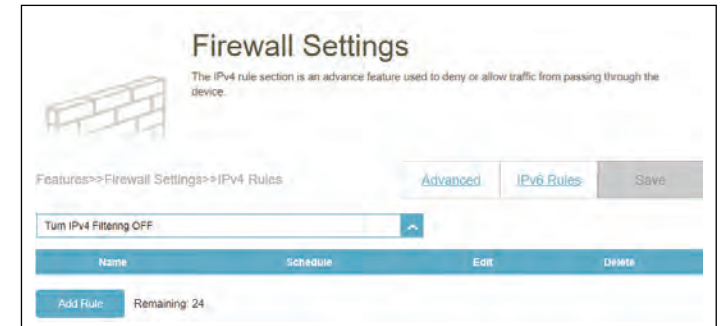 Firewall Settings
The IPv4 rule section is an advance feature used to deny or allow traffic from passing through the
device.
Features>>Firewall Settings>>IPv4 Rules
Advanced
IPv6 Rules
Save
Turn IPv4 Filtering OFF
Name Schedule Edit Delete
Add Rule Remaining: 24